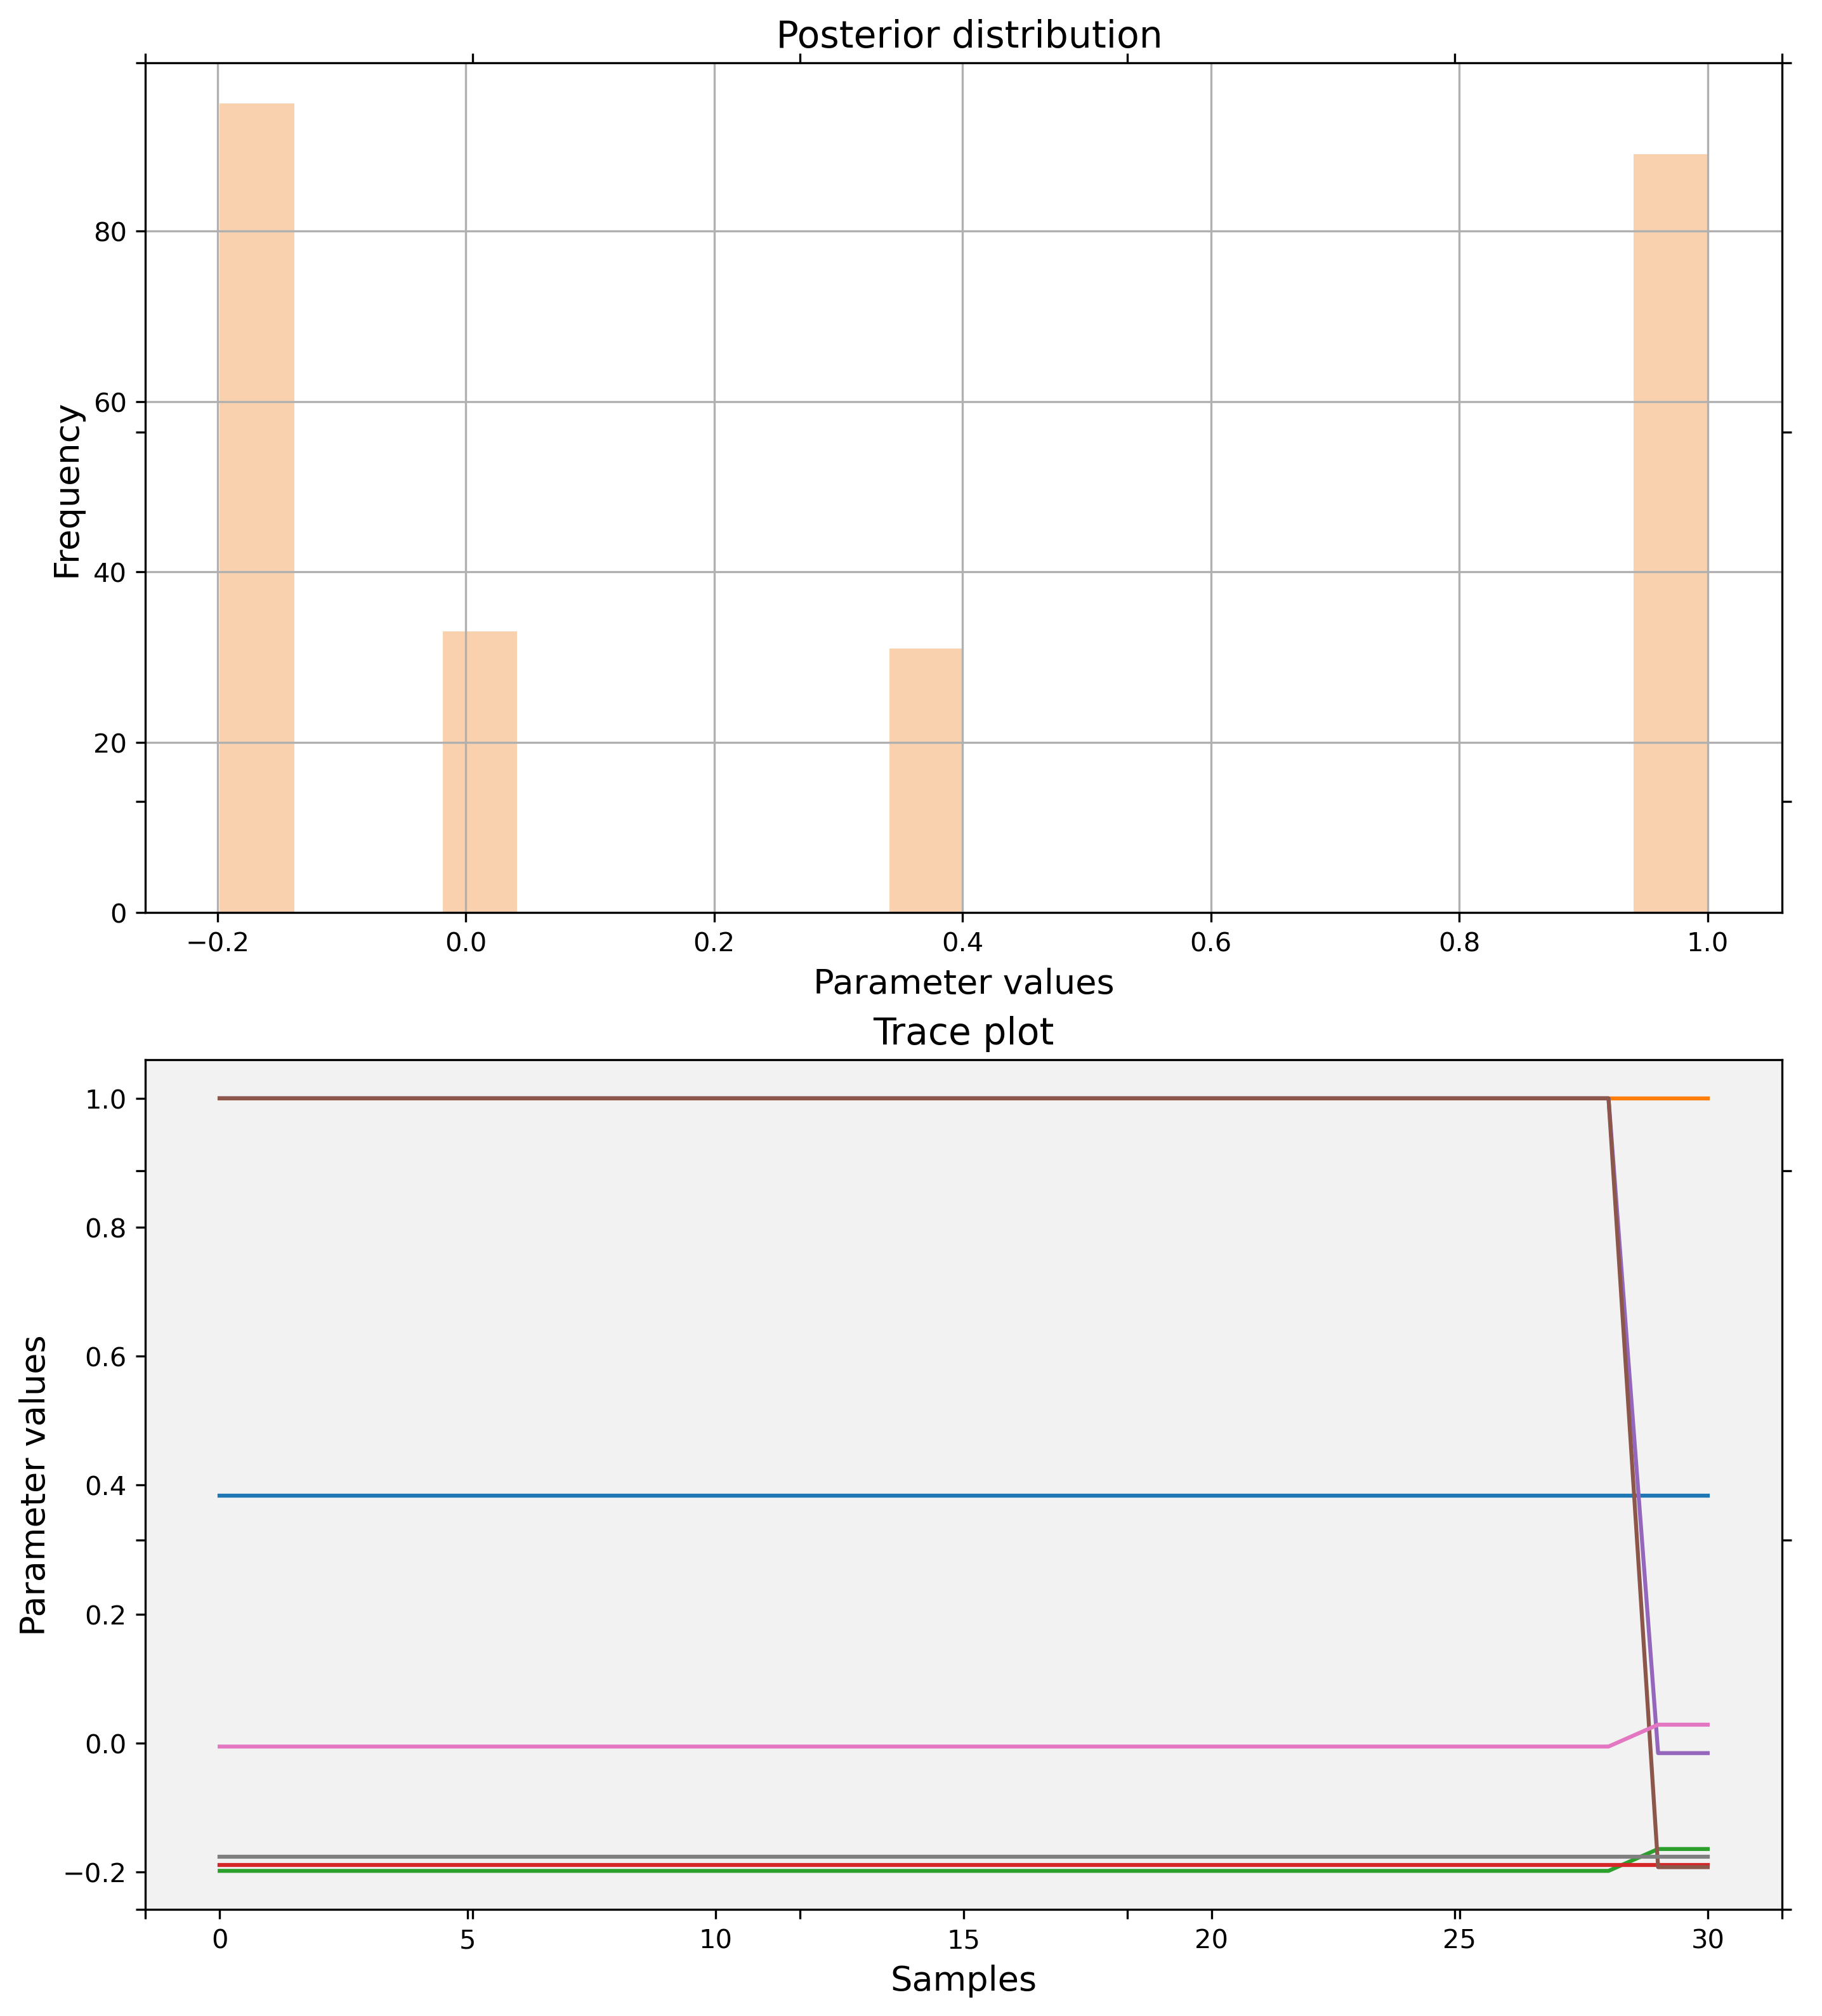 Posterior distribution
80
60
40
20
0
Frequency
−0.2 0.0 0.2 0.4 0.6 0.8 1.0
Parameter values
Trace plot
1.0
0.8
0.6
0.4
0.2
0.0
−0.2
Parameter values
0 5 10 15 20 25 30
Samples